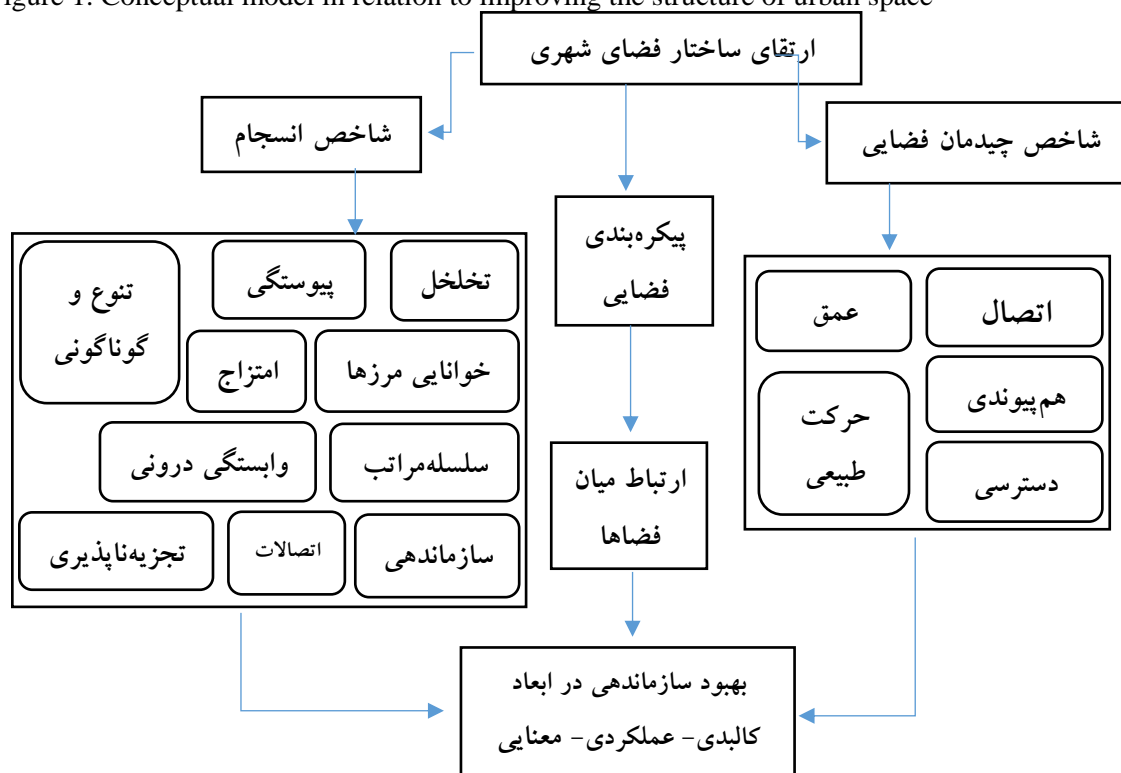 Figure 1. Conceptual model in relation to improving the structure of urban space
ارتقای ساختار فضای شهری
شاخص چیدمان فضایی
شاخص انسجام
پیکره‌بندی
فضایی
اتصال
عمق
هم‌پیوندی
حرکت
طبیعی
دسترسی
تخلخل
پیوستگی
تنوع و
گوناگونی
خوانایی مرزها
امتزاج
سلسله‌مراتب
وابستگی درونی
سازماندهی
اتصالات
تجزیه‌ناپذیری
ارتباط میان
فضاها
بهبود سازماندهی در ابعاد
کالبدی- عملکردی- معنایی